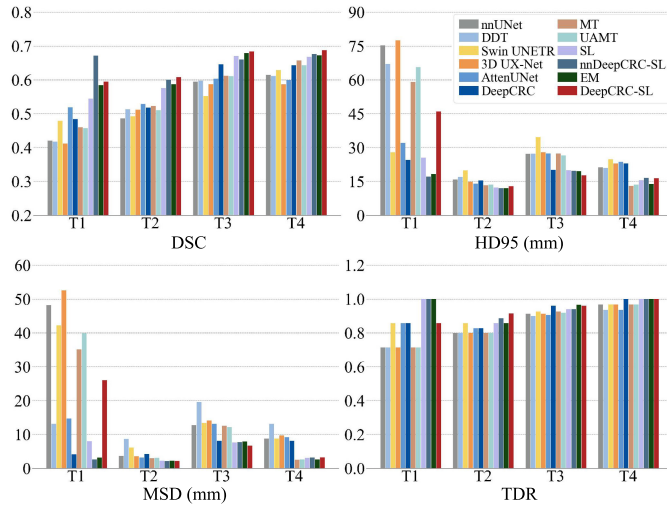 0.8
0.7
0.6
0.5
0.4
0.3
0.2
T1 T2 T3 T4
DSC
90
75
60
45
30
15
0
nnUNet MT
DDT UAMT
Swin UNETR SL
3D UX-Net nnDeepCRC-SL
AttenUNet EM
DeepCRC DeepCRC-SL
T1 T2 T3 T4
HD95 (mm)
60
50
40
30
20
10
0
T1 T2 T3 T4
MSD (mm)
1.2
1.0
0.8
0.6
0.4
0.2
0.0
T1 T2 T3 T4
TDR